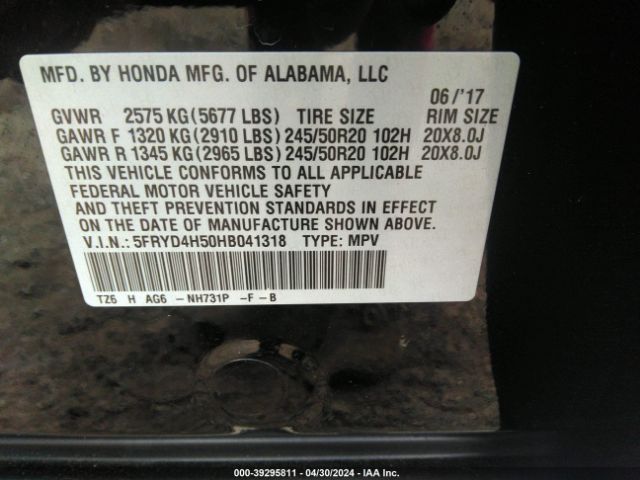 MFD. BY HONDA MFG. OF ALABAMA, LLC
06/'17
GVWR 2575 KG(5677 LBS) TIRE SIZE RIM SIZE
GAWR F 1320 KG(2910 LBS)245/50R20 102H 20X8.0J
GAWR R 1345 KG(2965 LBS)245/50R20 102H 20X8.0J
THIS VEHICLE CONFORMS TO ALL APPLICABLE
FEDERAL MOTOR VEHICLE SAFETY
AND THEFT PREVENTION STANDARDS IN EFFECT
ON THE DATE OF MANUFACTURE SHOWN ABOVE.
V.I.N.: 5FRYD4H50HB041318 TYPE: MPV
TZ6 H AG6 -NH731P -F-B
000-39295811 - 04/30/2024 - IAA Inc.